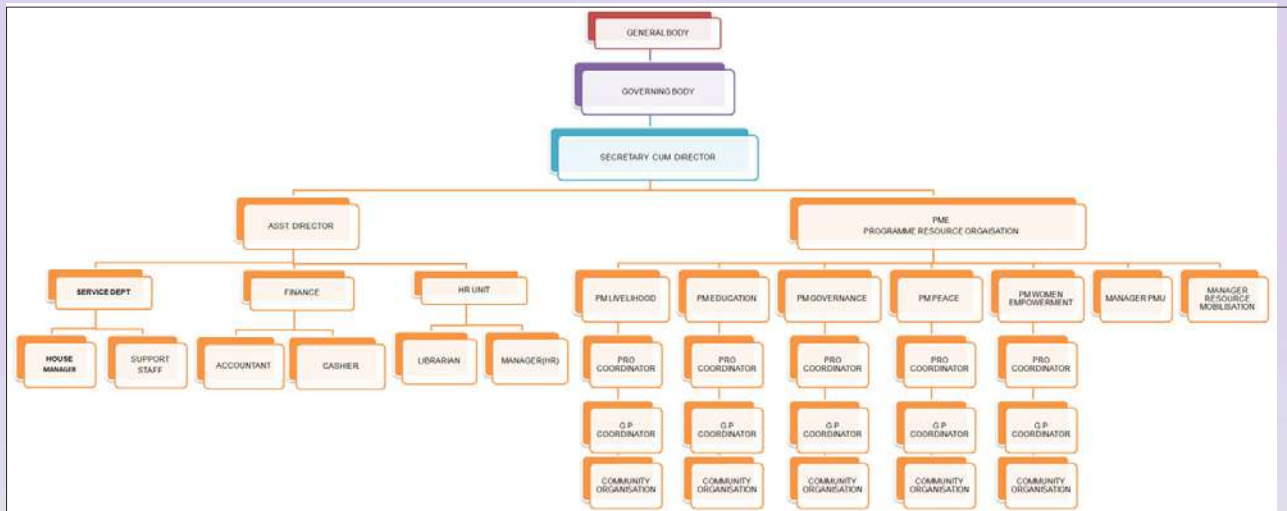 GENERAL BODY
GOVERNING BODY
SECRETARY CUM DIRECTOR
ASST DIRECTOR
PME
PROGRAMME RESOURCE ORGAISATION
SERVICE DEPT
FINANCE
HR UNIT
PM LIVELIHOOD
PM EDUCATION
PM GOVERNANCE
PM PEACE
PM WOMEN
EMPOWERMENT
MANAGER PMU
MANAGER
RESOURCE
MOBILISATION
HOUSE
MANAGER
SUPPORT
STAFF
ACCOUNTANT
CASHIER
LIBRARIAN
MANAGER(HR)
PRO
COORDINATOR
PRO
COORDINATOR
PRO
COORDINATOR
PRO
COORDINATOR
PRO
COORDINATOR
G.P
COORDINATOR
G.P
COORDINATOR
G.P
COORDINATOR
G.P
COORDINATOR
G.P
COORDINATOR
COMMUNITY
ORGANISATION
COMMUNITY
ORGANISATION
COMMUNITY
ORGANISATION
COMMUNITY
ORGANISATION
COMMUNITY
ORGANISATION